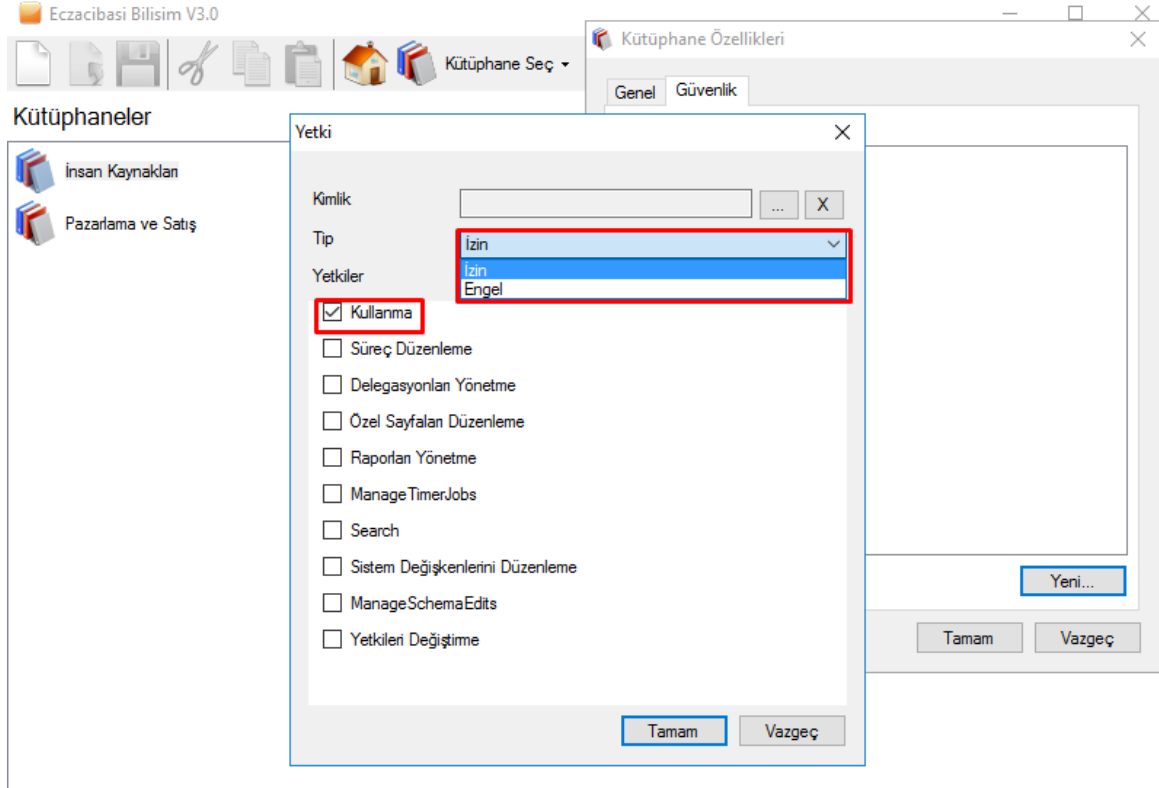 Eczacibasi Bilisim V3.0
Kütüphane Seç
Kütüphaneler
İnsan Kaynakları
Pazarlama ve Satış
Kütüphane Özellikleri
Genel
Güvenlik
Yetki
Kimlik
...
X
Tip
İzin
İzin
Engel
Yetkiler
Kullanma
Süreç Düzenleme
Delegasyonları Yönetme
Özel Sayfaları Düzenleme
Raporları Yönetme
ManageTimerJobs
Search
Sistem Değişkenlerini Düzenleme
ManageSchemaEdits
Yetkileri Değiştirme
Tamam
Vazgeç
Yeni...
Tamam
Vazgeç